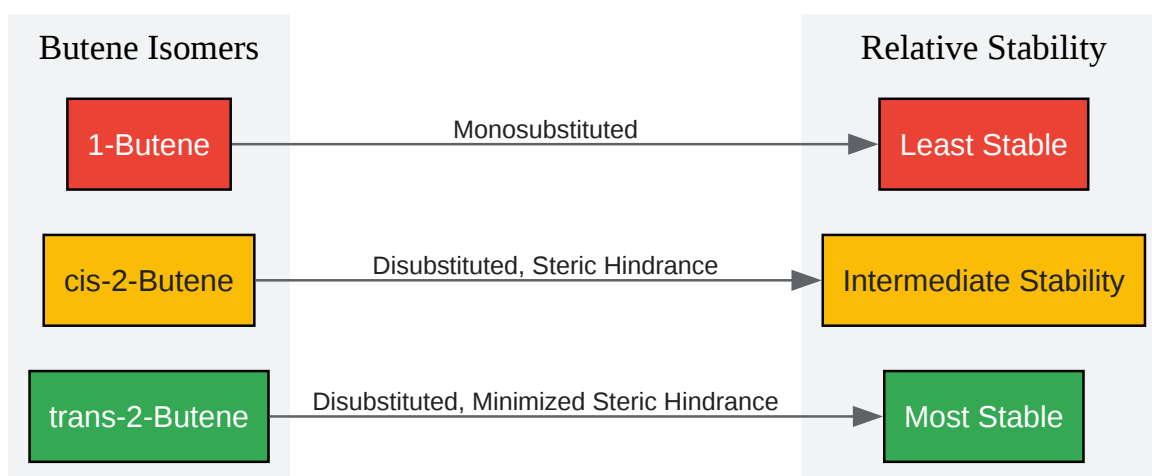 Butene Isomers
Relative Stability
1-Butene
Monosubstituted
Least Stable
cis-2-Butene
Disubstituted, Steric Hindrance
Intermediate Stability
trans-2-Butene
Disubstituted, Minimized Steric Hindrance
Most Stable